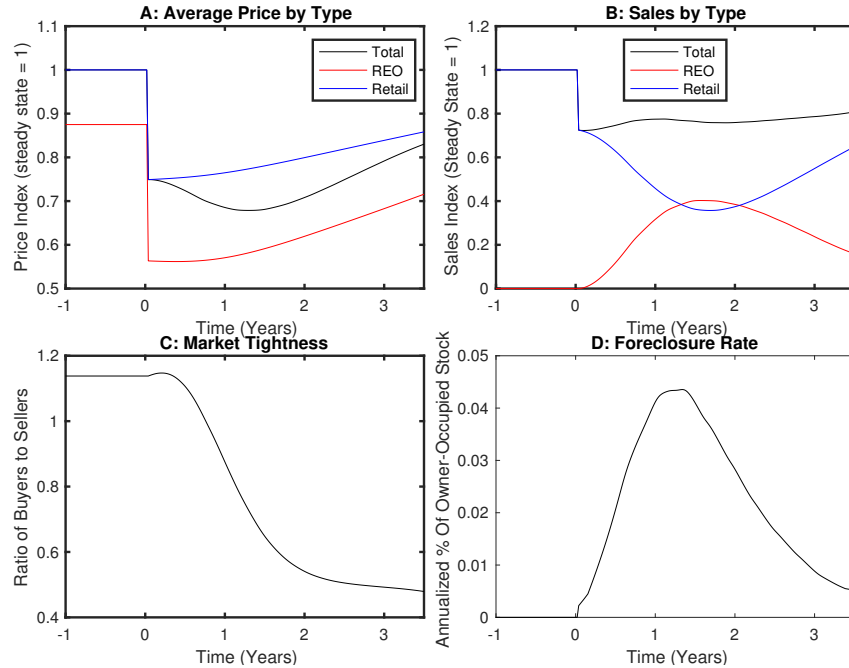 A: Average Price by Type
Price Index (steady state = 1)
1.1
1
0.9
0.8
0.7
0.6
0.5
-1
0
1
2
3
Time (Years)
Total
REO
Retail
B: Sales by Type
Sales Index (Steady State = 1)
1.2
1
0.8
0.6
0.4
0.2
0
-1
0
1
2
3
Time (Years)
Total
REO
Retail
C: Market Tightness
Ratio of Buyers to Sellers
1.2
1
0.8
0.6
0.4
-1
0
1
2
3
Time (Years)
D: Foreclosure Rate
Annualized % Of Owner-Occupied Stock
0.05
0.04
0.03
0.02
0.01
0
-1
0
1
2
3
Time (Years)